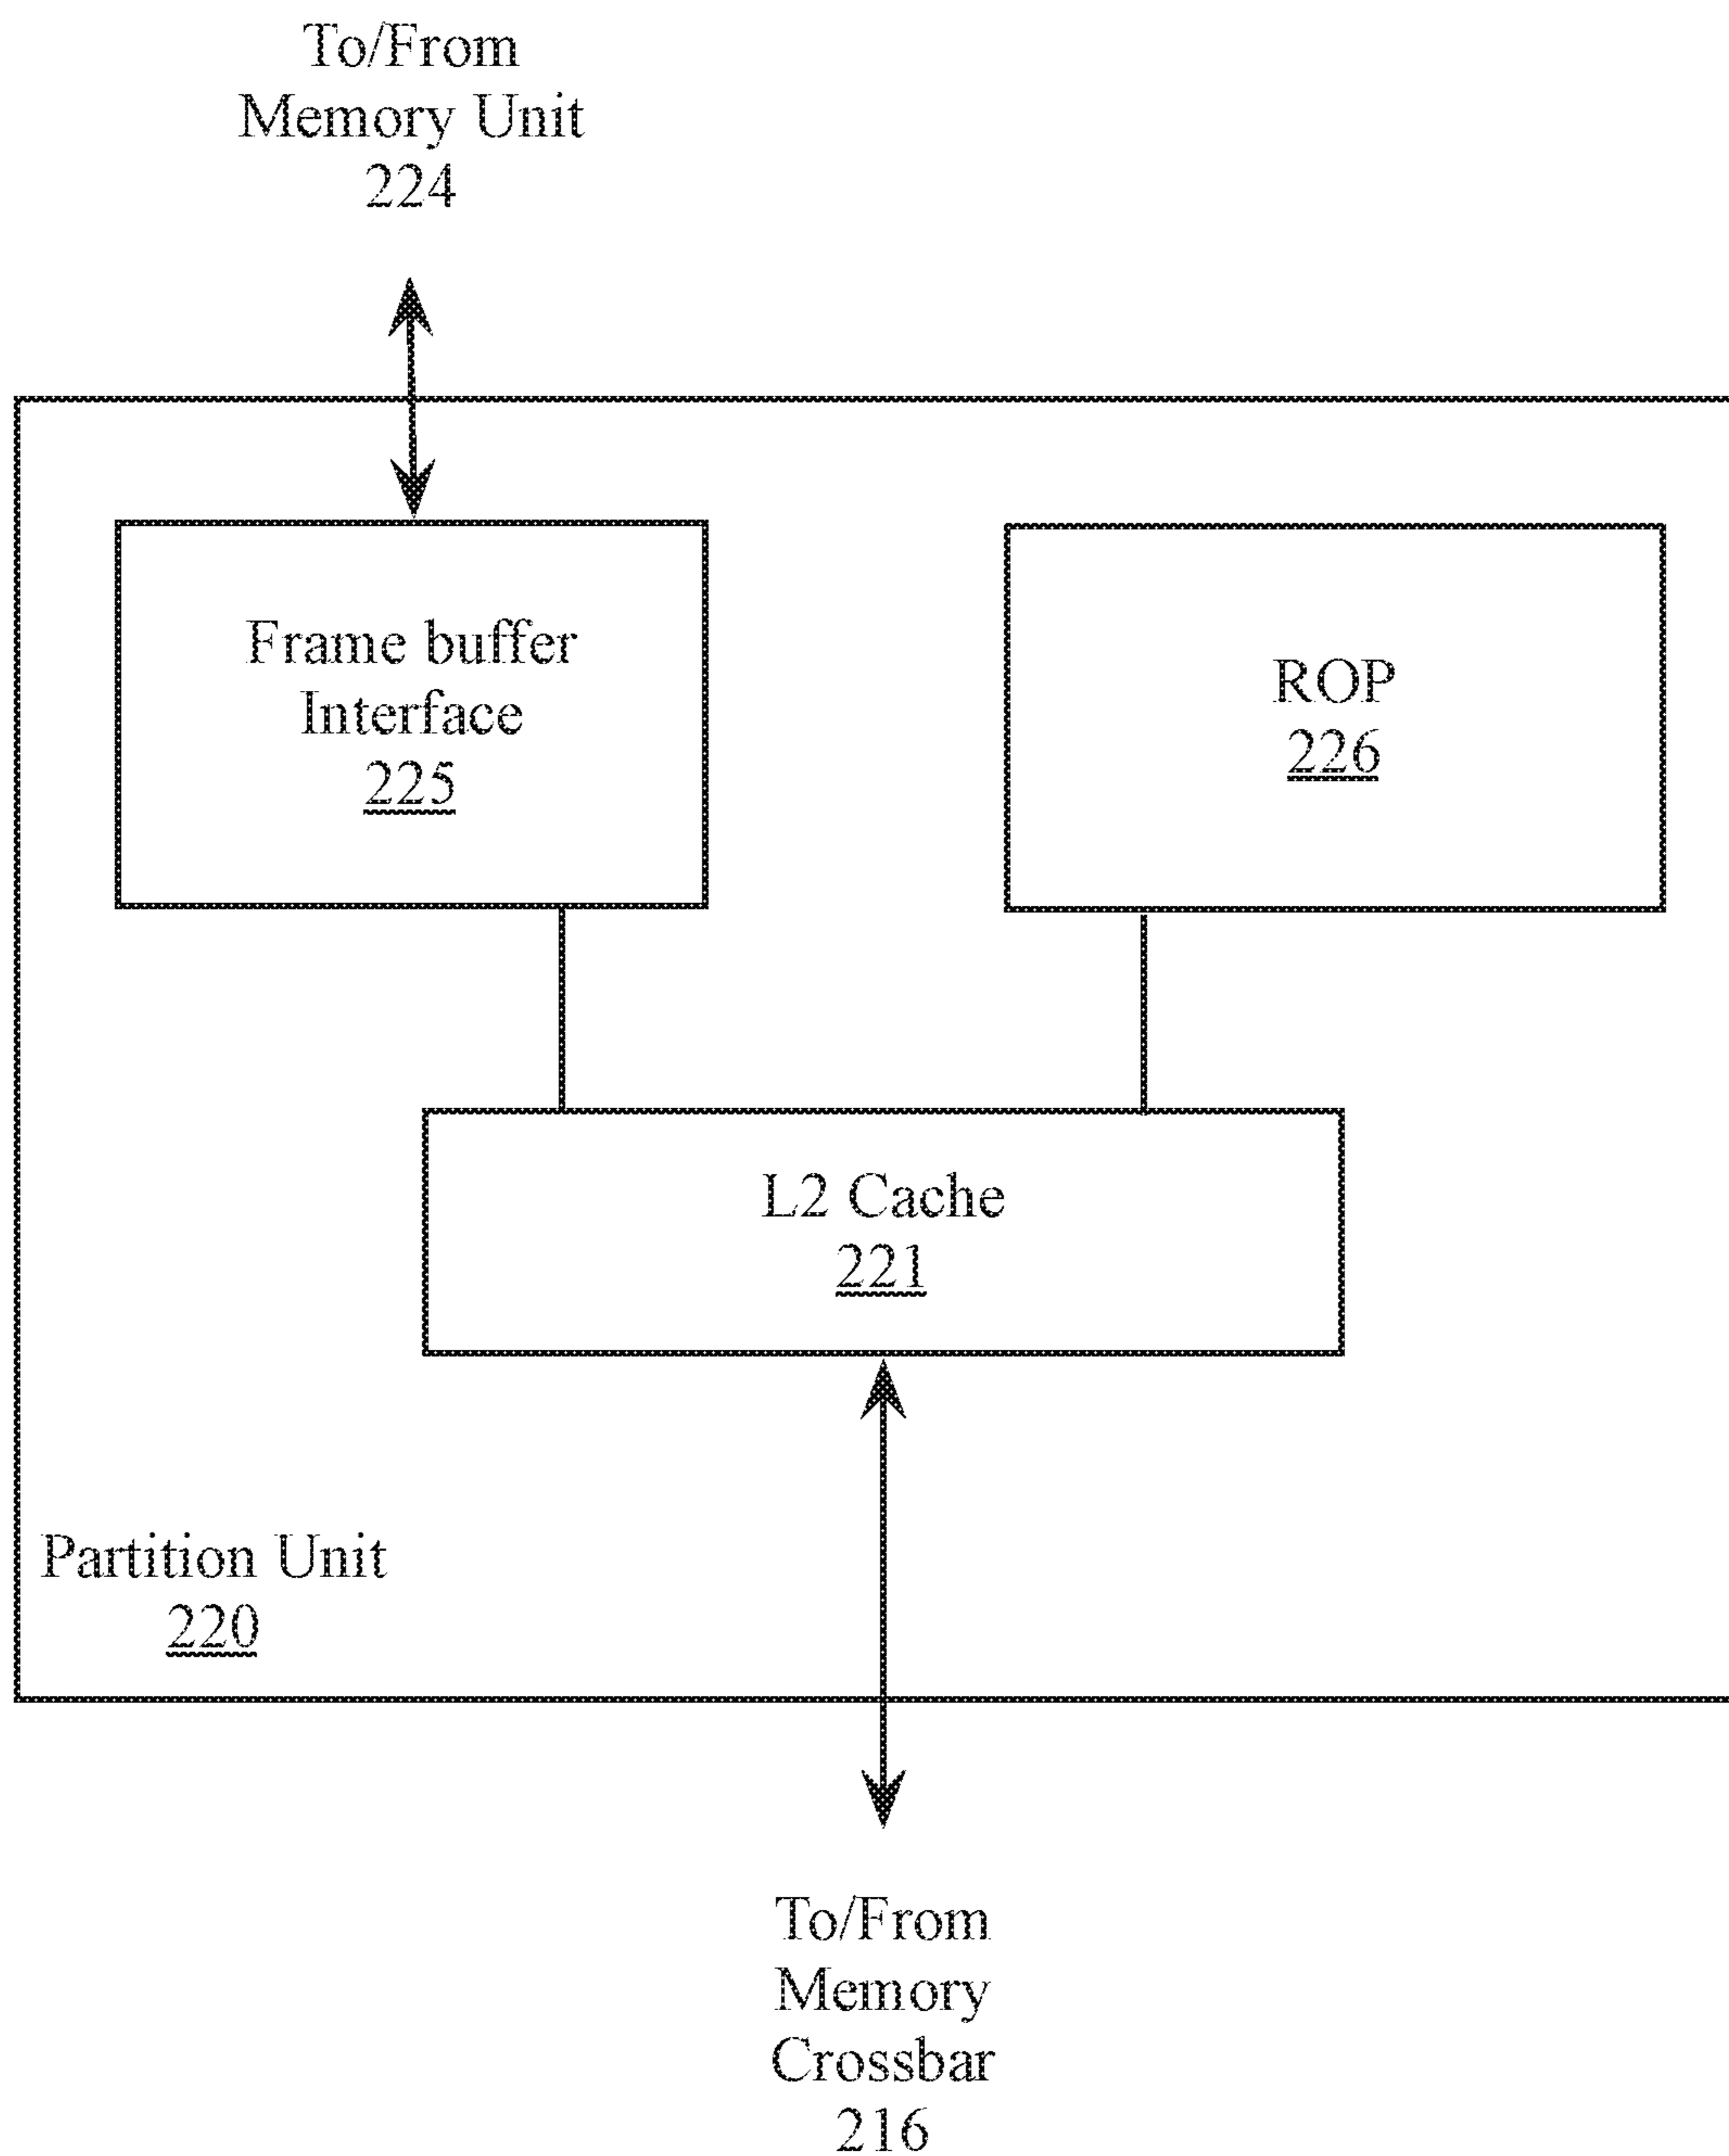 To/From
Memory Unit
224
Frame buffer
Interface
225
ROP
226
L2 Cache
221
Partition Unit
220
To/From
Memory
Crossbar
216